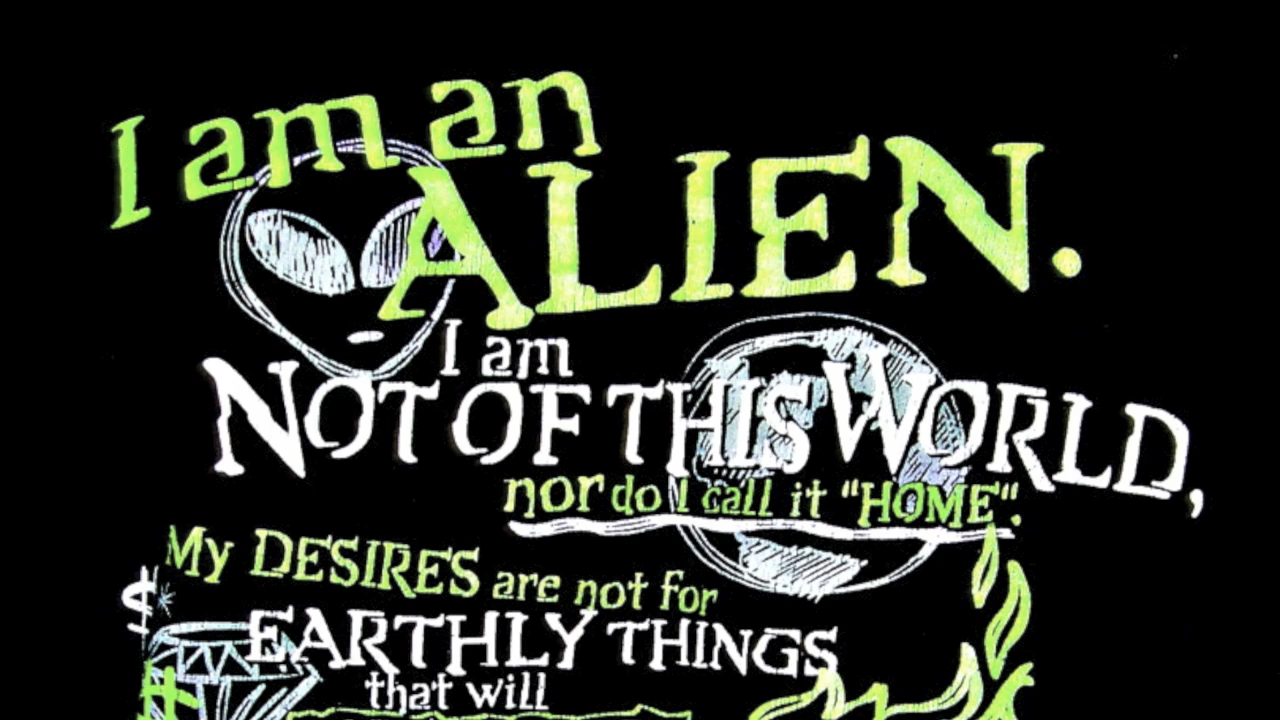 I am an
ALIEN.
I am
NOT OF THIS WORLD,
nor do I call it "HOME".
My DESIRES are not for
$
EARTHLY THINGS
that will